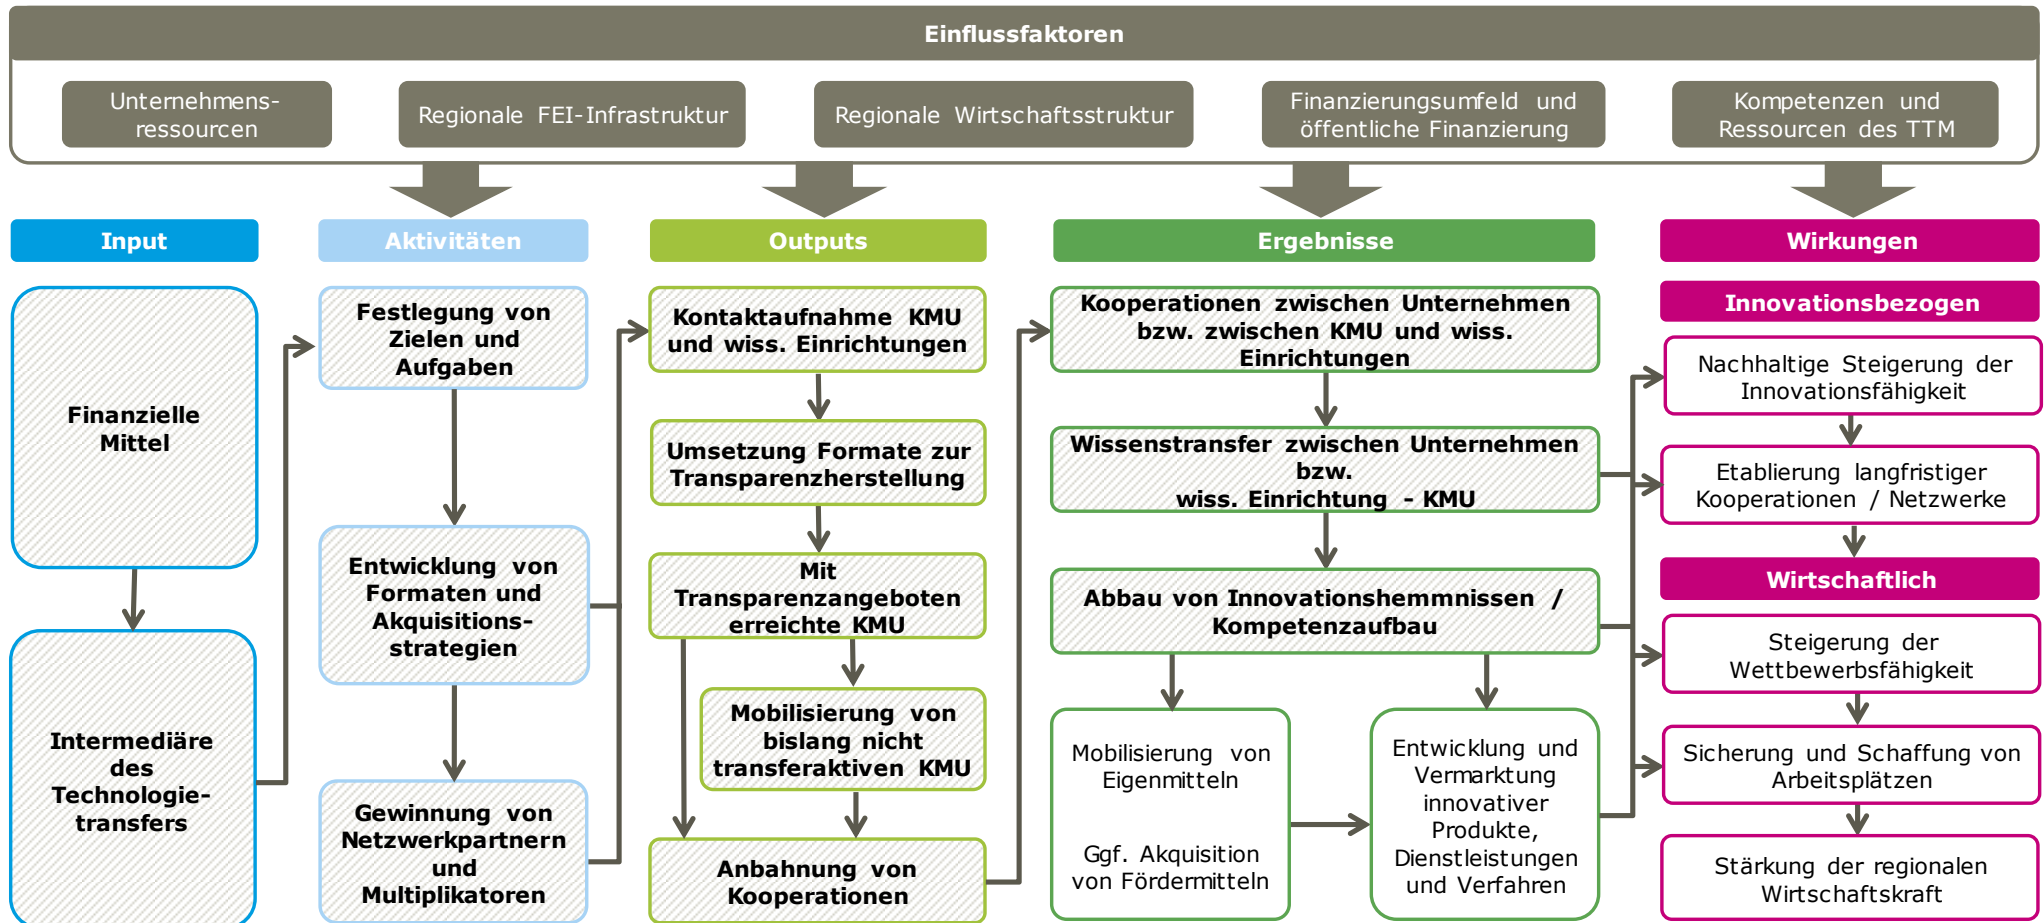 Einflussfaktoren
Unternehmens-
ressourcen
Regionale FEI-Infrastruktur
Regionale Wirtschaftsstruktur
Finanzierungsumfeld und
öffentliche Finanzierung
Kompetenzen und
Ressourcen des TTM
Input
Finanzielle
Mittel
Intermediäre
des
Technologie-
transfers
Aktivitäten
Festlegung von
Zielen und
Aufgaben
Entwicklung von
Formaten und
Akquisitions-
strategien
Gewinnung von
Netzwerkpartnern
und
Multiplikatoren
Outputs
Kontaktaufnahme KMU
und wiss. Einrichtungen
Umsetzung Formate zur
Transparenzherstellung
Mit
Transparenzangeboten
erreichte KMU
Mobilisierung von
bislang nicht
transferaktiven KMU
Anbahnung von
Kooperationen
Ergebnisse
Kooperationen zwischen Unternehmen
bzw. zwischen KMU und wiss.
Einrichtungen
Wissenstransfer zwischen Unternehmen
bzw.
wiss. Einrichtung - KMU
Abbau von Innovationshemmnissen /
Kompetenzaufbau
Mobilisierung von
Eigenmitteln
Ggf. Akquisition
von Fördermitteln
Entwicklung und
Vermarktung
innovativer
Produkte,
Dienstleistungen
und Verfahren
Wirkungen
Innovationsbezogen
Nachhaltige Steigerung der
Innovationsfähigkeit
Etablierung langfristiger
Kooperationen / Netzwerke
Wirtschaftlich
Steigerung der
Wettbewerbsfähigkeit
Sicherung und Schaffung von
Arbeitsplätzen
Stärkung der regionalen
Wirtschaftskraft